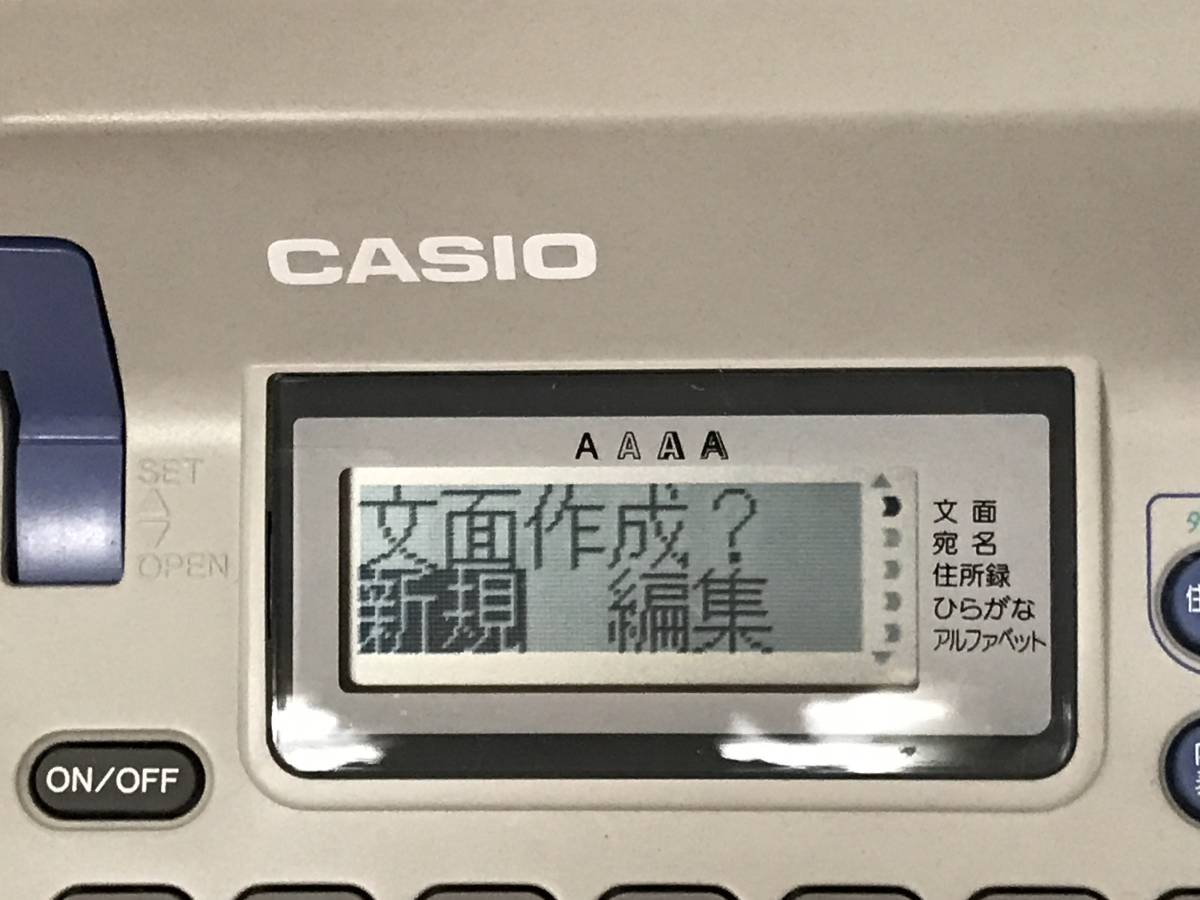 CASIO
A A A A
文面作成？
新規　編集
文面
宛名
住所録
ひらがな
アルファベット
SET
OPEN
ON/OFF
住